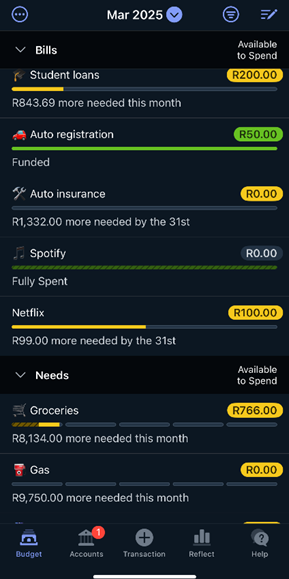 Mar 2025
Bills
Available
to Spend
Student loans
R200.00
R843.69 more needed this month
Auto registration
R50.00
Funded
Auto insurance
R0.00
R1,332.00 more needed by the 31st
Spotify
R0.00
Fully Spent
Netflix
R100.00
R99.00 more needed by the 31st
Needs
Available
to Spend
Groceries
R766.00
R8,134.00 more needed this month
Gas
R0.00
R9,750.00 more needed this month
1
Budget
Accounts
Transaction
Reflect
Help